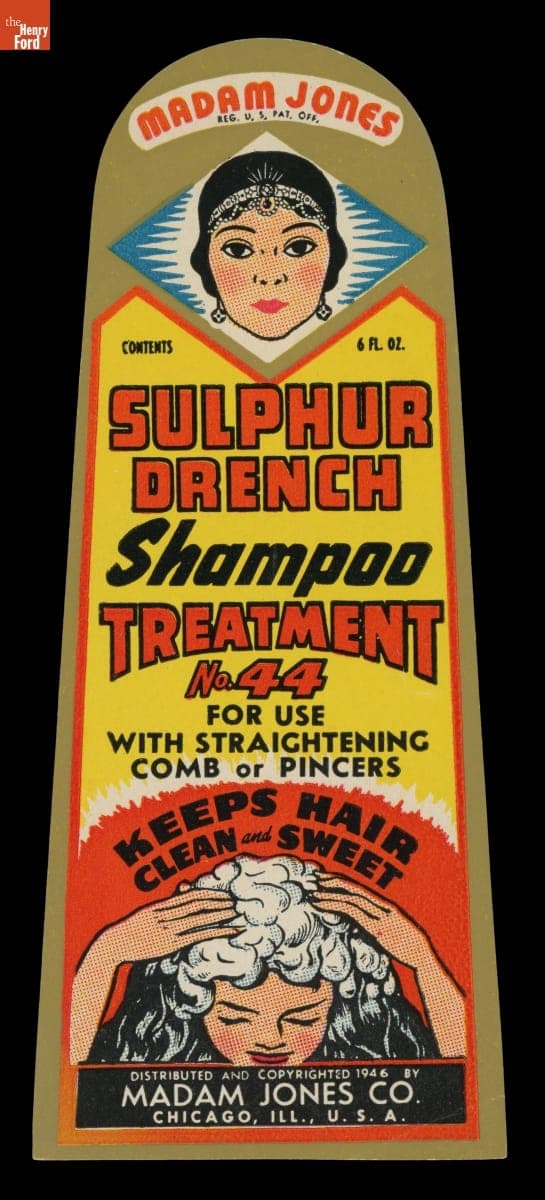 the
Henry
Ford
MADAM JONES
REG. U, S, PAT. OFF,
CONTENTS 6 FL. OZ.
SULPHUR
DRENCH
Shampoo
TREATMENT
No. 44
FOR USE
WITH STRAIGHTENING
COMB or PINCERS
KEEPS HAIR
CLEAN and SWEET
DISTRIBUTED AND COPYRIGHTED 1946 BY
MADAM JONES CO.
CHICAGO, ILL., U. S. A.